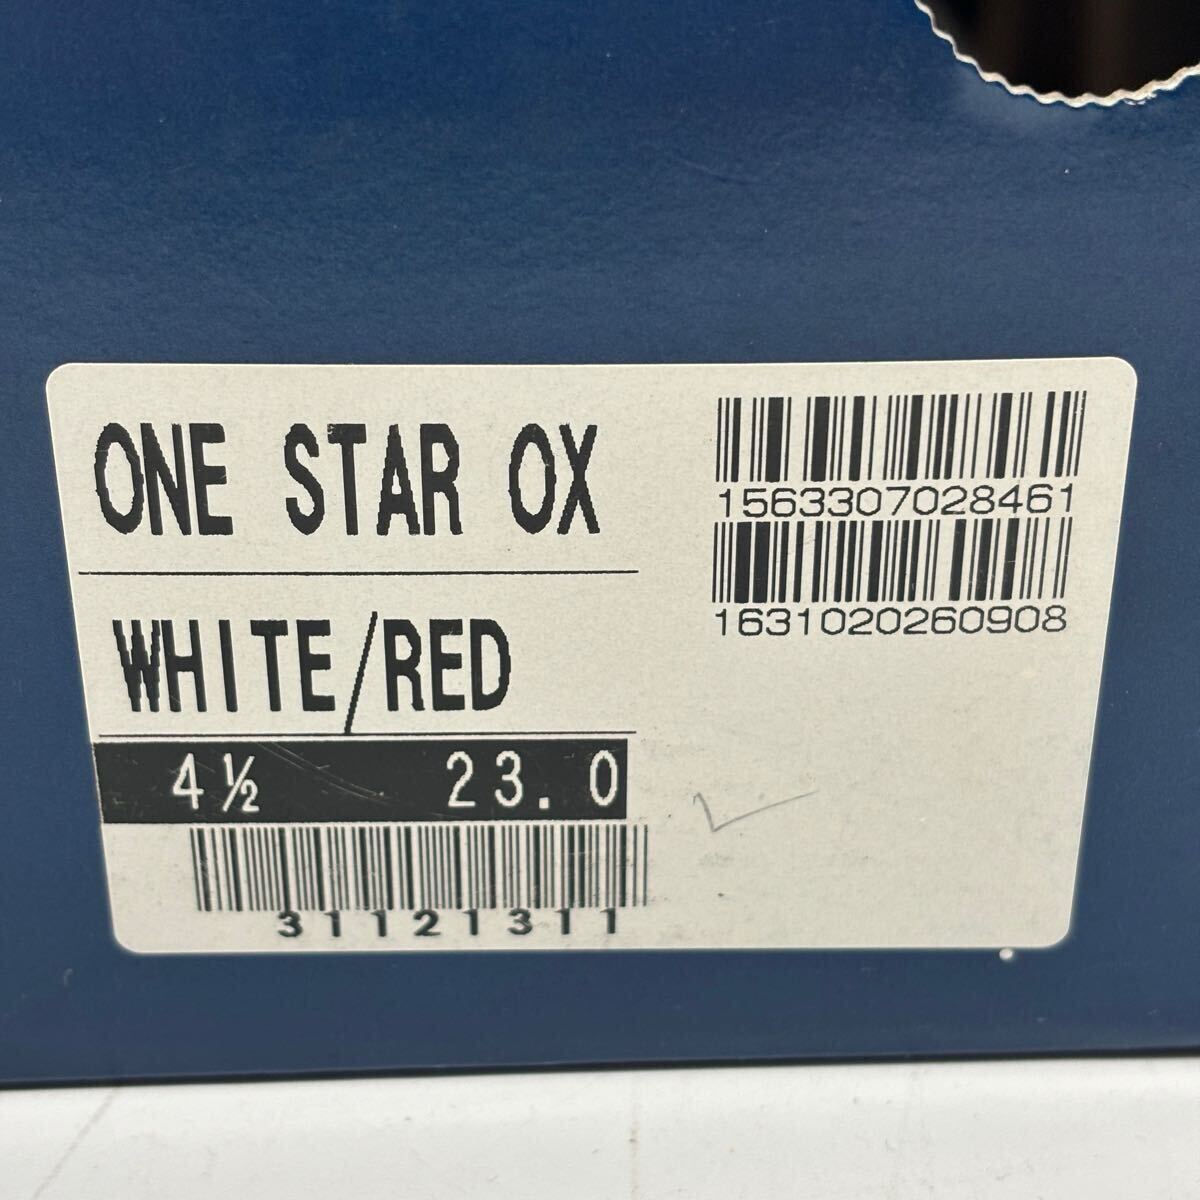 ONE STAR OX
WHITE/RED
4½ 23.0
31121311
1563307028461
1631020260908